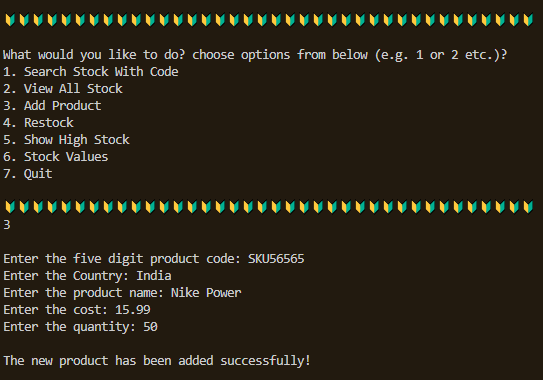 What would you like to do? choose options from below (e.g. 1 or 2 etc.)?
1. Search Stock With Code
2. View All Stock
3. Add Product
4. Restock
5. Show High Stock
6. Stock Values
7. Quit
3
Enter the five digit product code: SKU56565
Enter the Country: India
Enter the product name: Nike Power
Enter the cost: 15.99
Enter the quantity: 50
The new product has been added successfully!